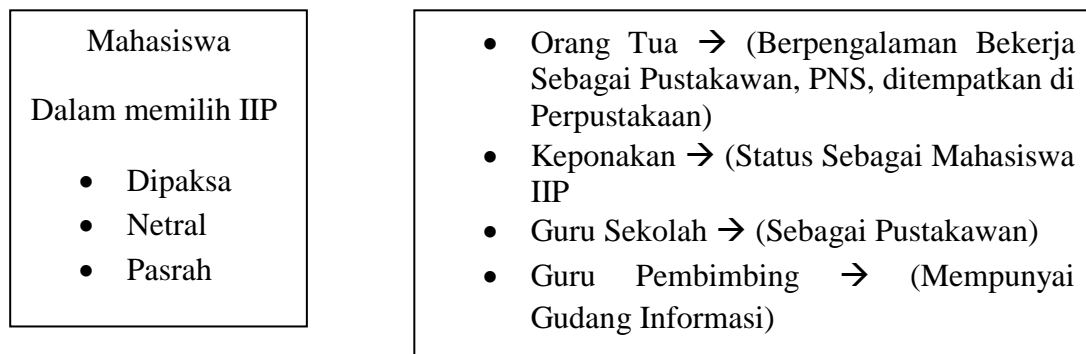 Mahasiswa
Dalam memilih IIP
• Dipaksa
• Netral
• Pasrah
• Orang Tua → (Berpengalaman Bekerja
Sebagai Pustakawan, PNS, ditempatkan di
Perpustakaan)
• Keponakan → (Status Sebagai Mahasiswa
IIP
• Guru Sekolah → (Sebagai Pustakawan)
• Guru Pembimbing → (Mempunyai
Gudang Informasi)